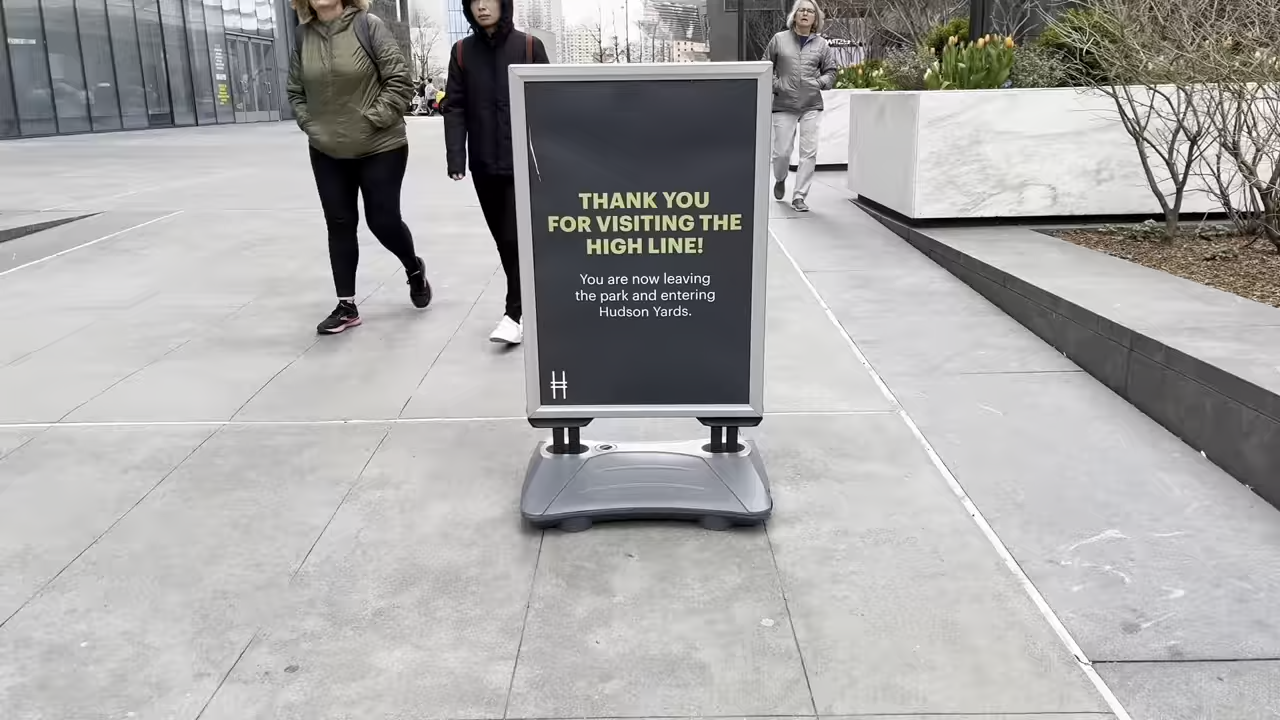 THANK YOU
FOR VISITING THE
HIGH LINE!
You are now leaving
the park and entering
Hudson Yards.